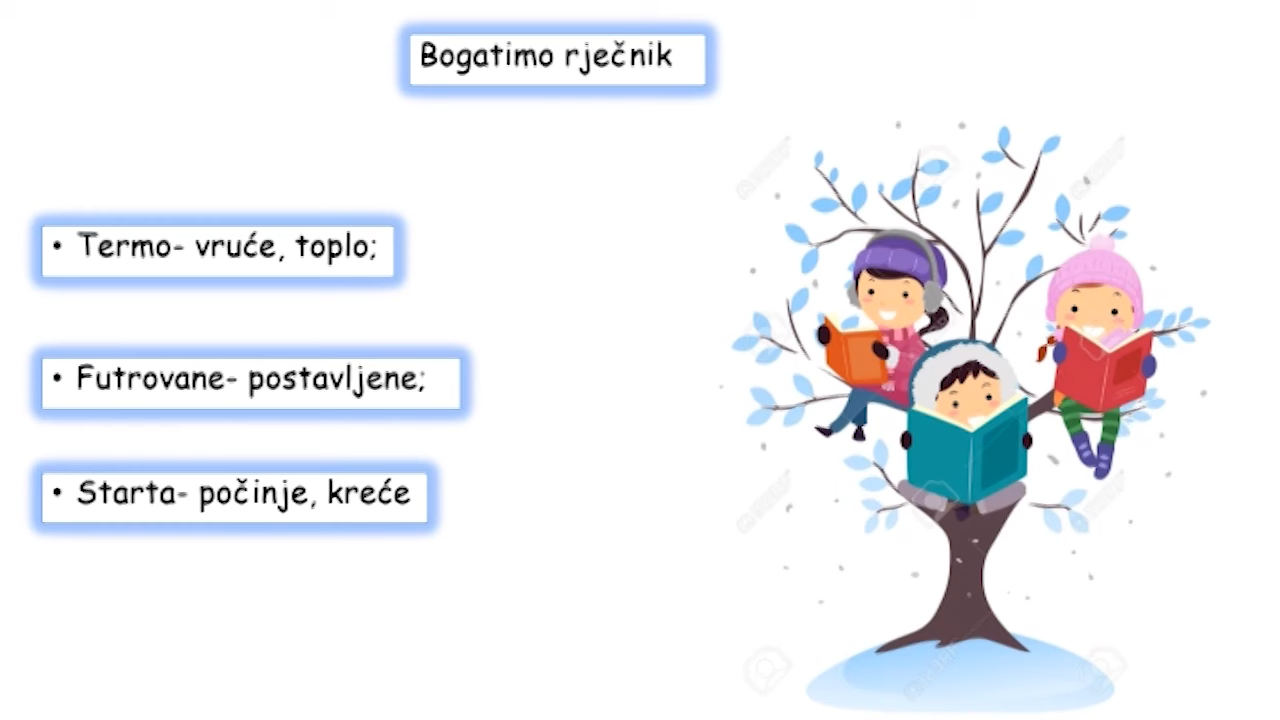 Bogatimo rječnik
• Termo- vruće, toplo;
• Futrovane- postavljene;
• Starta- počinje, kreće